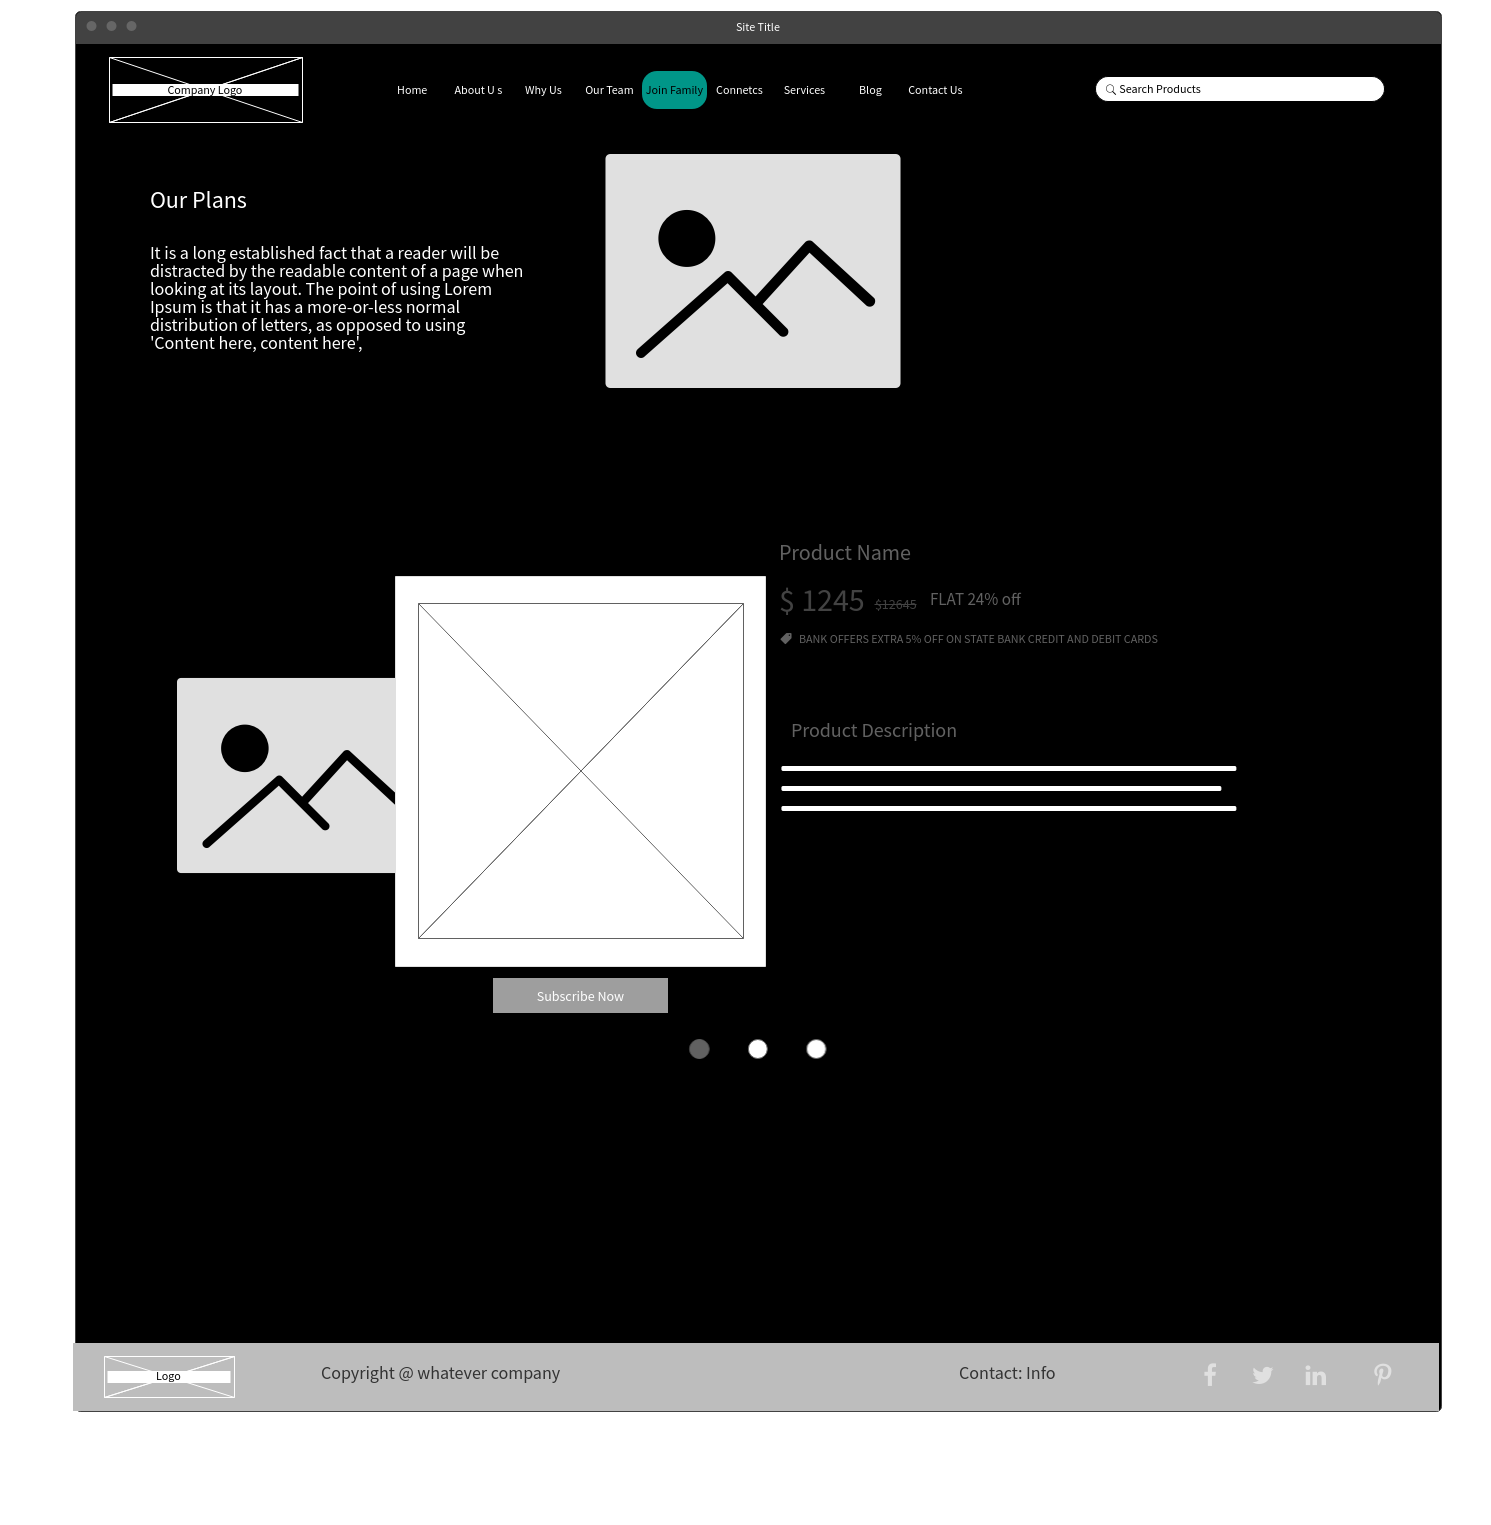 Site Title
Company Logo
Home About U s Why Us Our Team Join Family Connetcs Services Blog Contact Us
Search Products
Our Plans
It is a long established fact that a reader will be
distracted by the readable content of a page when
looking at its layout. The point of using Lorem
Ipsum is that it has a more-or-less normal
distribution of letters, as opposed to using
'Content here, content here',
Product Name
$ 1245 $12645 FLAT 24% off
BANK OFFERS EXTRA 5% OFF ON STATE BANK CREDIT AND DEBIT CARDS
Product Description
Subscribe Now
Logo
Copyright @ whatever company
Contact: Info